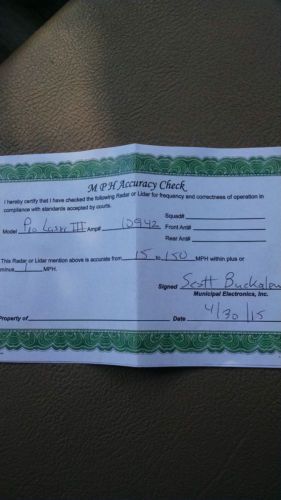 MPH Accuracy Check
I hereby certify that I have checked the following Radar or Lidar for frequency and correctness of operation in
compliance with standards accepted by courts.
Squad#
Model Pro Laser III Amp# 12942 Front Ant#
Rear Ant#
This Radar or Lidar mention above is accurate from 15 to 150 MPH within plus or
minus 1 MPH.
Signed Scott Buckalew
Municipal Electronics, Inc.
4/30/15
Property of Date